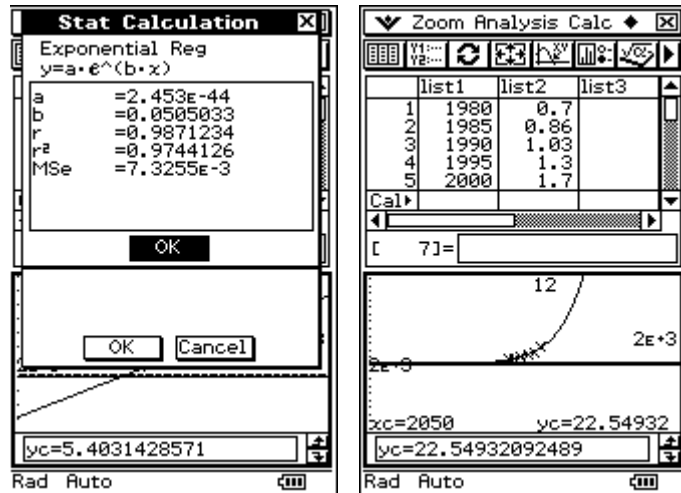 Stat Calculation
Exponential Reg
y=a·e^(b·x)
a =2.453E-44
b =0.0505033
r =0.9871234
r² =0.9744126
MSe =7.3255E-3
OK
OK Cancel
yc=5.4031428571
Rad Auto
Zoom Analysis Calc
list1 list2 list3
1 1980 0.7
2 1985 0.86
3 1990 1.03
4 1995 1.3
5 2000 1.7
Cal
[ 7]=
12
2E+3
2E+3
xc=2050 yc=22.54932
yc=22.54932092489
Rad Auto